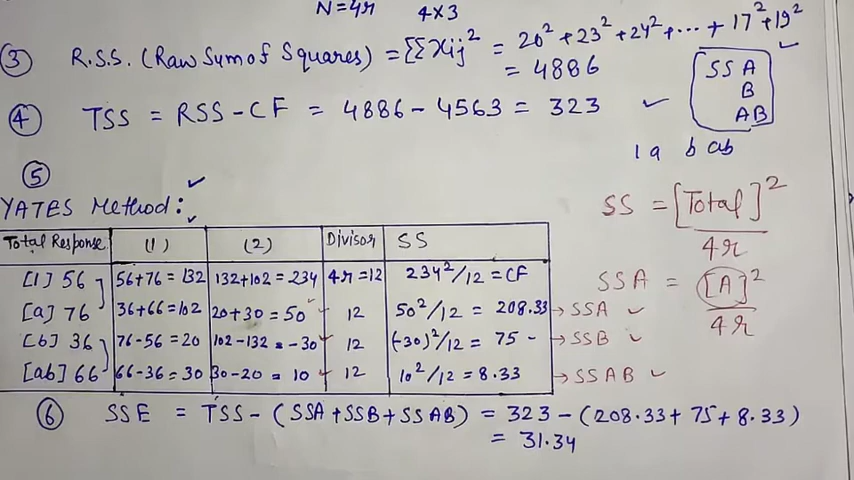 N=4r 4×3
③ R.S.S. (Raw Sum of Squares) = ΣΣXij² = 20²+23²+24²+...+17²+19²
= 4886
④ TSS = RSS-CF = 4886-4563 = 323 ✓
SSA
B
AB
1 a b ab
⑤
YATES Method:
SS = [Total]²/4r
SSA = [A]²/4r
Total Response (1) (2) Divisor SS
[1] 56 56+76=132 132+102=234 4r=12 234²/12=CF
[a] 76 36+66=102 20+30=50 12 50²/12=208.33 → SSA ✓
[b] 36 76-56=20 102-132=-30 12 (-30)²/12=75 → SSB ✓
[ab] 66 66-36=30 30-20=10 12 10²/12=8.33 → SSAB ✓
⑥ SSE = TSS-(SSA+SSB+SSAB) = 323-(208.33+75+8.33)
= 31.34